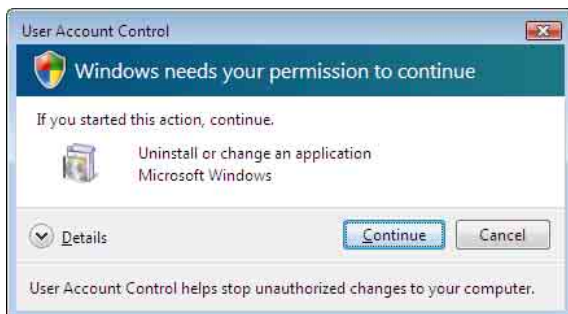 User Account Control
Windows needs your permission to continue
If you started this action, continue.
Uninstall or change an application
Microsoft Windows
Details
Continue
Cancel
User Account Control helps stop unauthorized changes to your computer.